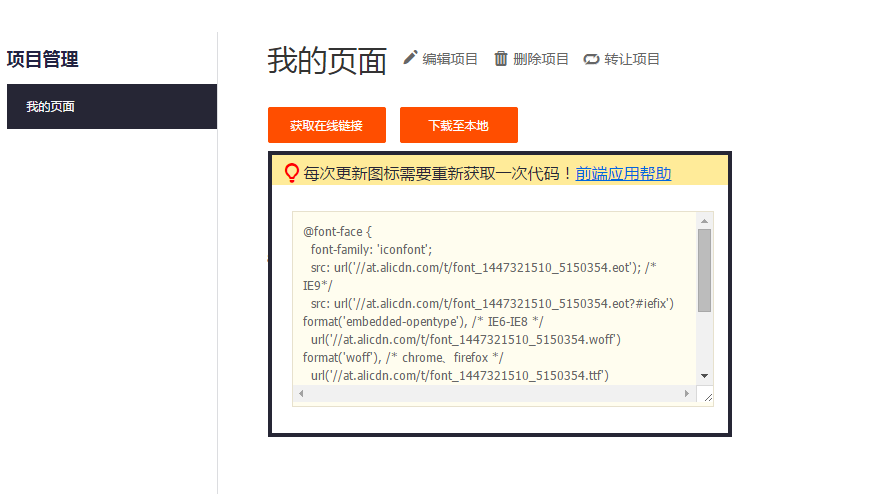 项目管理
我的页面
我的页面 编辑项目 删除项目 转让项目
获取在线链接 下载至本地
每次更新图标需要重新获取一次代码！前端应用帮助
@font-face {
font-family: 'iconfont';
src: url('//at.alicdn.com/t/font_1447321510_5150354.eot'); /*
IE9*/
src: url('//at.alicdn.com/t/font_1447321510_5150354.eot?#iefix')
format('embedded-opentype'), /* IE6-IE8 */
url('//at.alicdn.com/t/font_1447321510_5150354.woff')
format('woff'), /* chrome、firefox */
url('//at.alicdn.com/t/font_1447321510_5150354.ttf')